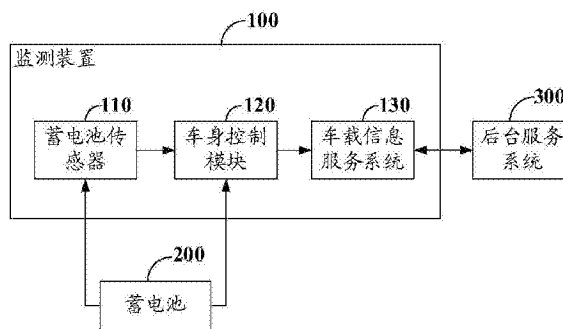 100
监测装置
110
120
130
300
蓄电池传
感器
车身控制
模块
车载信息
服务系统
后台服务
系统
200
蓄电池